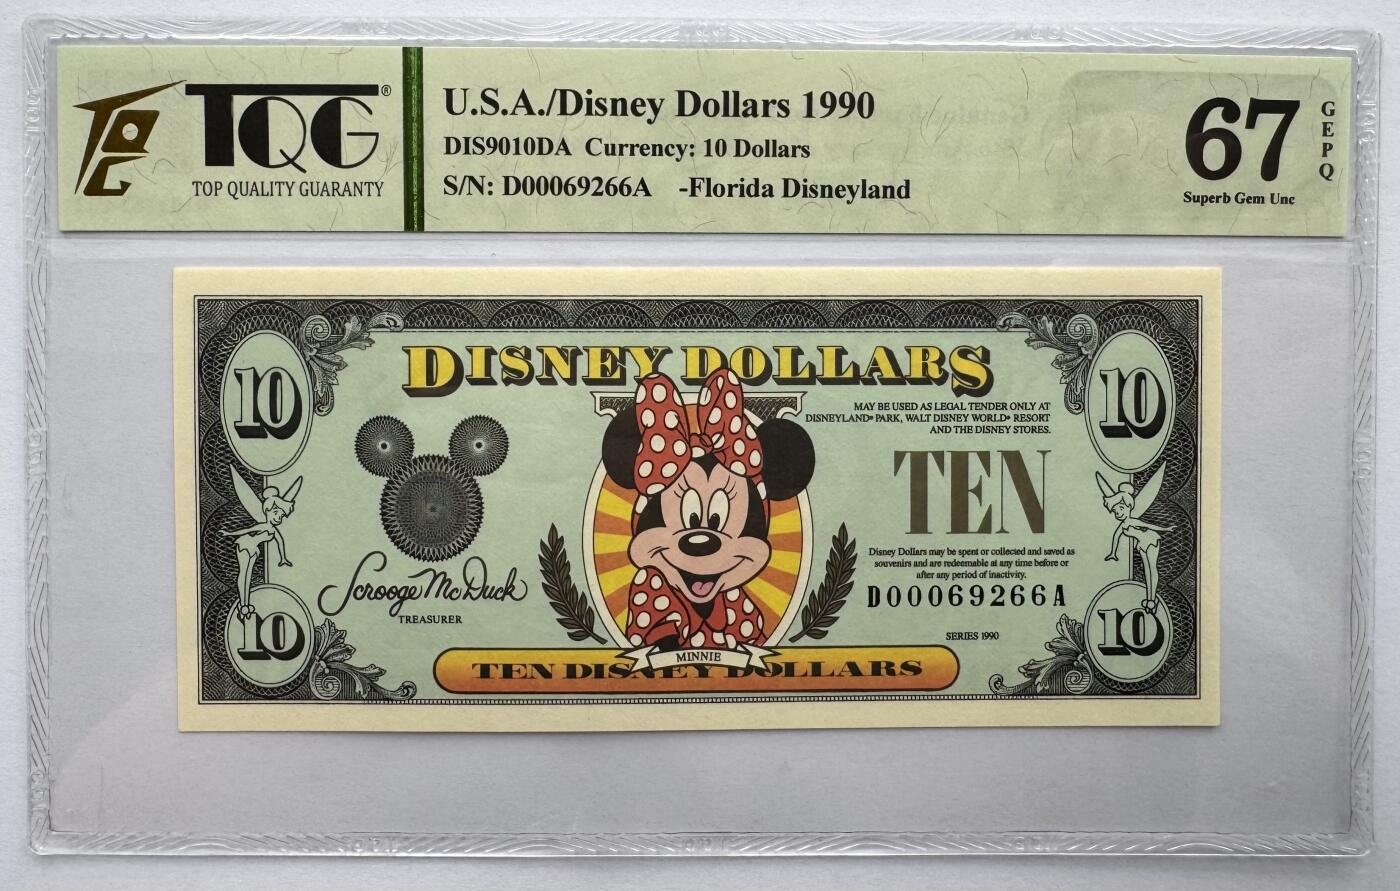 TQG®
TOP QUALITY GUARANTY
U.S.A./Disney Dollars 1990
DIS9010DA Currency: 10 Dollars
S/N: D00069266A -Florida Disneyland
67
GEPQ
Superb Gem Unc
DISNEY DOLLARS
10
10
MAY BE USED AS LEGAL TENDER ONLY AT
DISNEYLAND® PARK, WALT DISNEY WORLD® RESORT
AND THE DISNEY STORES.
TEN
Disney Dollars may be spent or collected and saved as
souvenirs and are redeemable at any time before or
after any period of inactivity.
D00069266A
Scrooge McDuck
TREASURER
SERIES 1990
10
10
MINNIE
TEN DISNEY DOLLARS